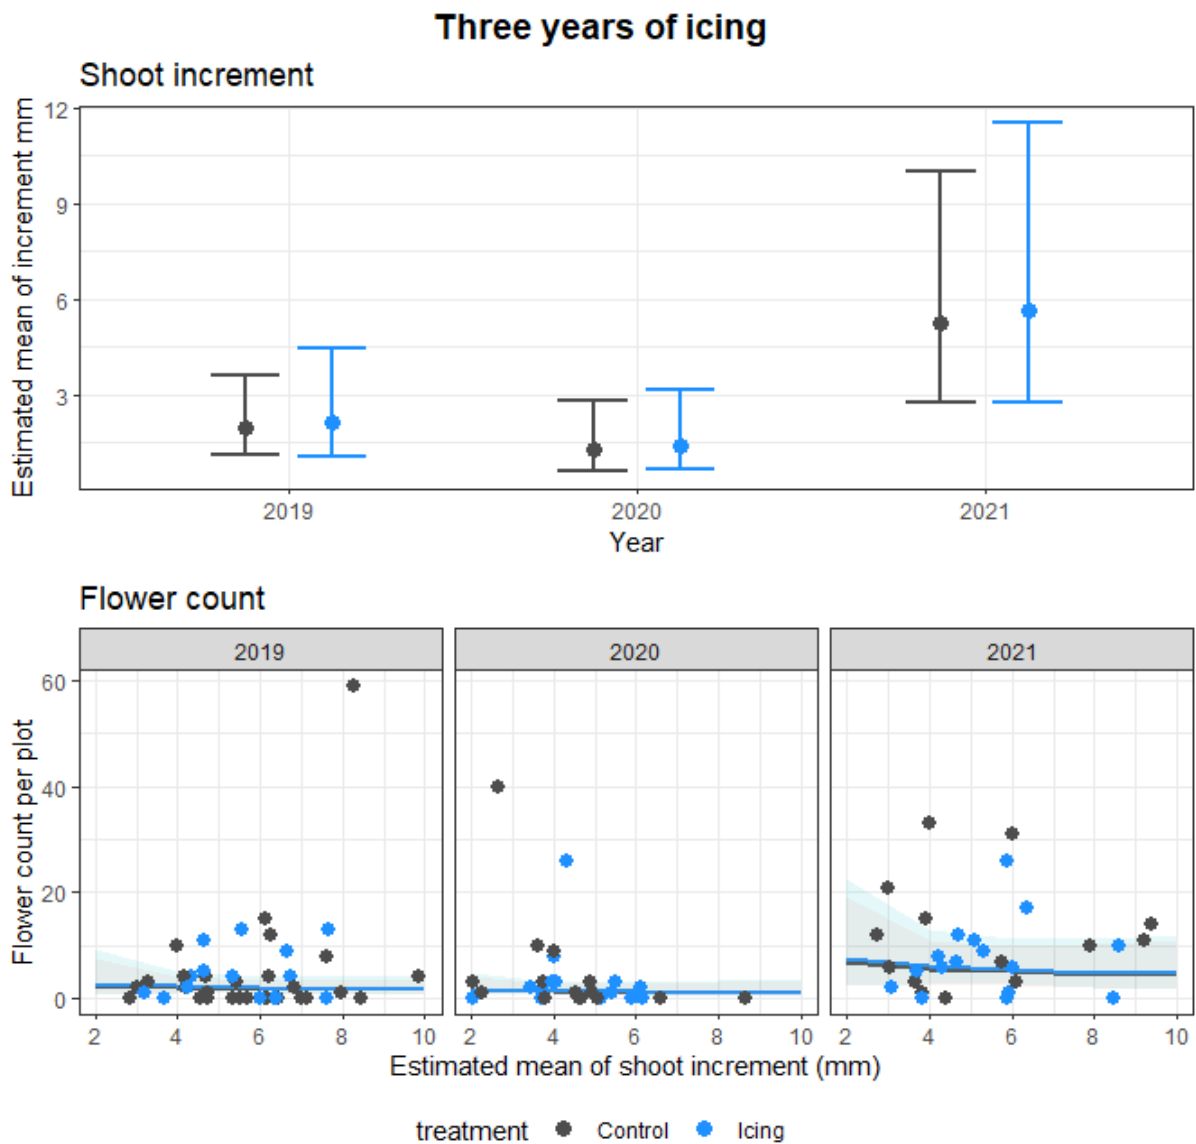 Three years of icing
Shoot increment
Estimated mean of increment mm
12
9
6
3
2019 2020 2021
Year
Flower count
2019 2020 2021
Flower count per plot
60
40
20
0
2 4 6 8 10 2 4 6 8 10 2 4 6 8 10
Estimated mean of shoot increment (mm)
treatment Control Icing